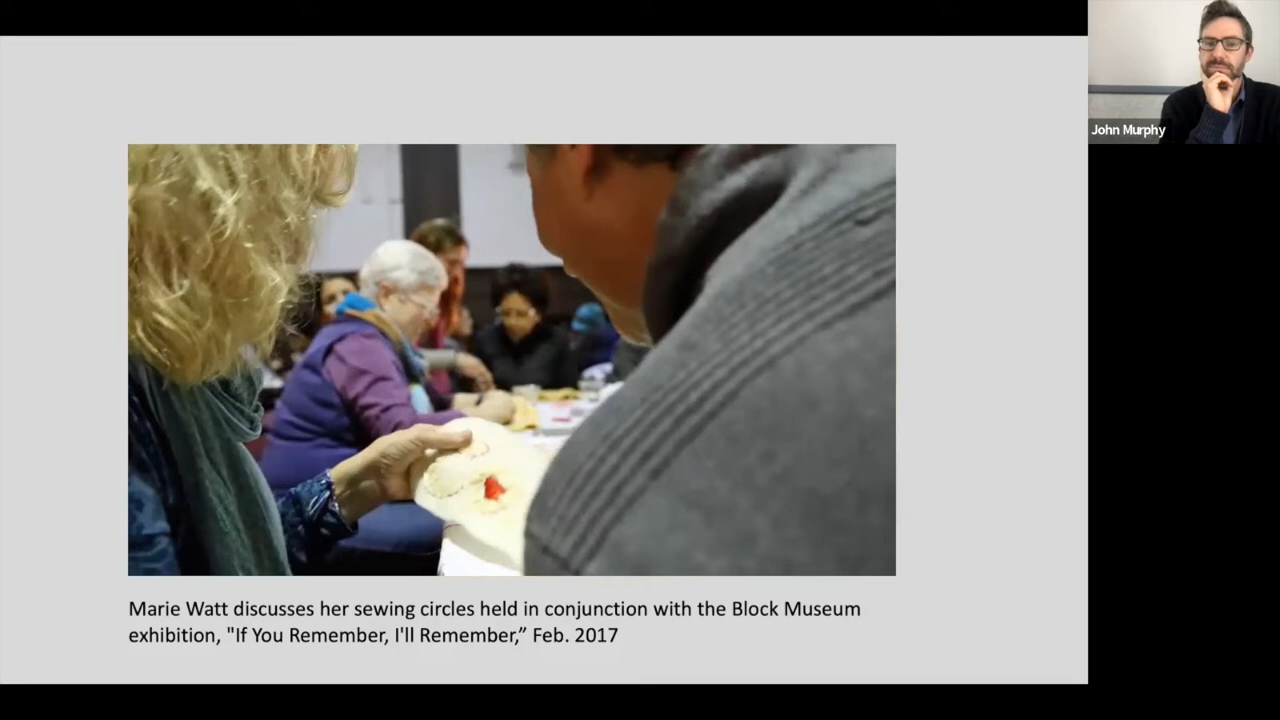 John Murphy
Marie Watt discusses her sewing circles held in conjunction with the Block Museum
exhibition, "If You Remember, I'll Remember,” Feb. 2017